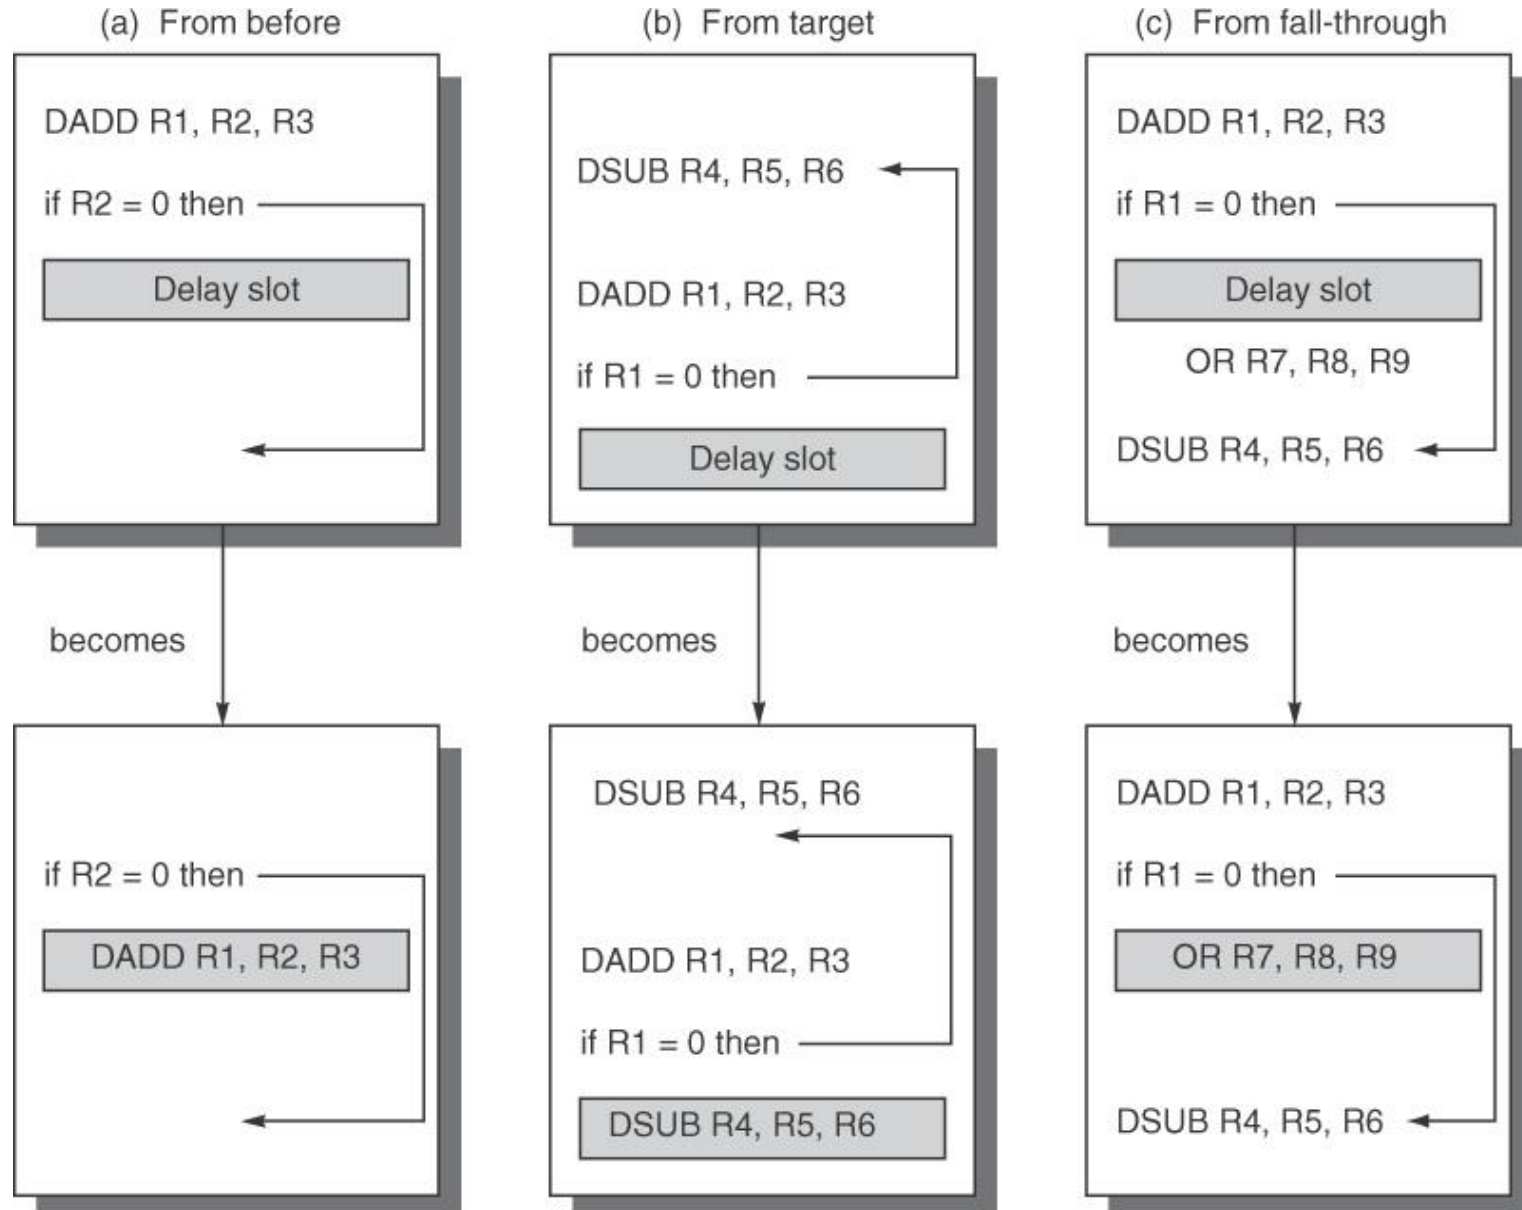 (a) From before
DADD R1, R2, R3
if R2 = 0 then
Delay slot
becomes
if R2 = 0 then
DADD R1, R2, R3
(b) From target
DSUB R4, R5, R6
DADD R1, R2, R3
if R1 = 0 then
Delay slot
becomes
DSUB R4, R5, R6
DADD R1, R2, R3
if R1 = 0 then
DSUB R4, R5, R6
(c) From fall-through
DADD R1, R2, R3
if R1 = 0 then
Delay slot
OR R7, R8, R9
DSUB R4, R5, R6
becomes
DADD R1, R2, R3
if R1 = 0 then
OR R7, R8, R9
DSUB R4, R5, R6